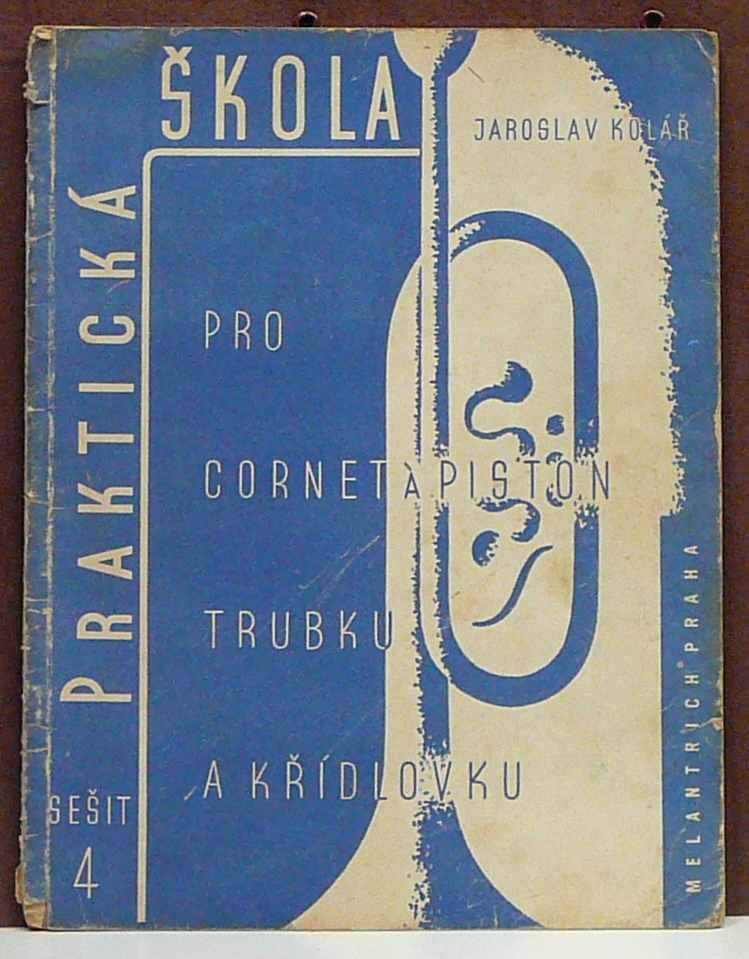 PRAKTICKÁ
ŠKOLA
JAROSLAV KOLÁŘ
PRO
CORNET À PISTON
TRUBKU
A KŘÍDLOVKU
SEŠIT
4
MELANTRICH PRAHA